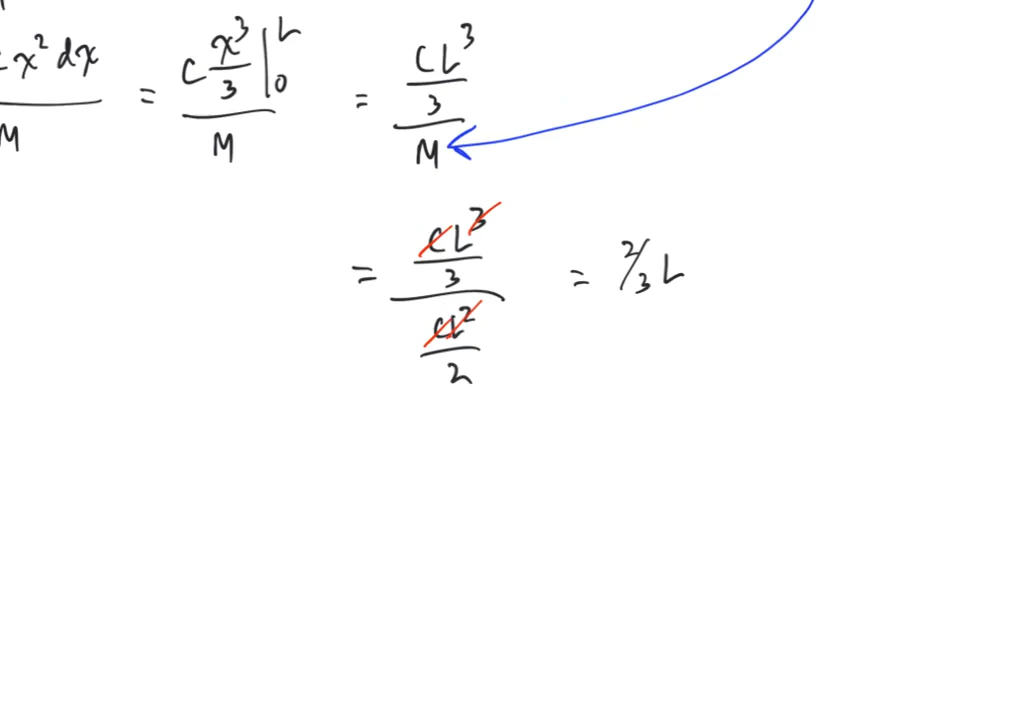 x² dx / M = (C x³/3 |₀ᴸ) / M = (CL³/3) / M
= (CL³/3) / (CL²/2) = 2/3 L